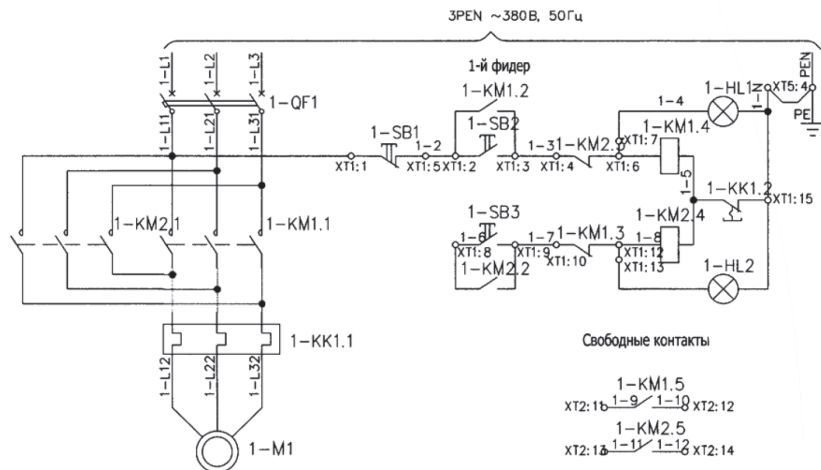 3PEN ~380В, 50Гц
1-L1
1-L2
1-L3
1-QF1
1-L11
1-L21
1-L31
1-й фидер
1-KM1.2
1-SB1
1-2
1-SB2
1-3
1-KM2.3
XT1:1
XT1:5
XT1:2
XT1:3
XT1:4
XT1:6
XT1:7
1-4
1-HL1
1-N
XT5:4
PEN
PE
1-KM1.4
1-5
1-KK1.2
XT1:15
1-KM2.1
1-KM1.1
1-SB3
1-6
XT1:8
1-KM2.2
1-7
XT1:9
XT1:10
1-KM1.3
1-8
XT1:12
XT1:13
1-KM2.4
1-HL2
1-KK1.1
1-L12
1-L22
1-L32
1-M1
Свободные контакты
1-KM1.5
XT2:11
1-9
1-10
XT2:12
1-KM2.5
XT2:13
1-11
1-12
XT2:14